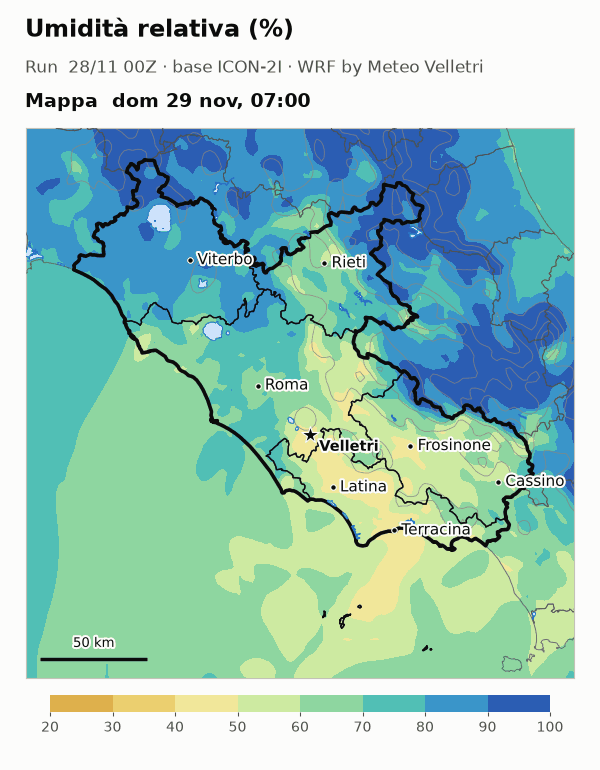 Umidità relativa (%)
Run 28/11 00Z · base ICON-2I · WRF by Meteo Velletri
Mappa dom 29 nov, 07:00
Viterbo
Rieti
Roma
Velletri
Frosinone
Cassino
Latina
Terracina
50 km
20 30 40 50 60 70 80 90 100